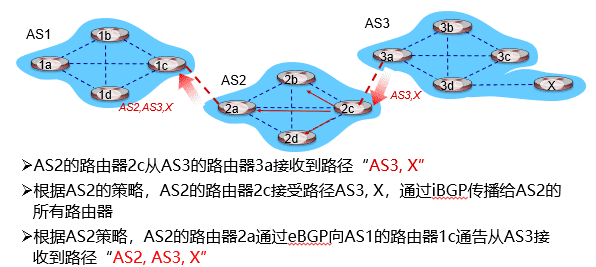 AS1
1b
1a
1c
1d
AS2,AS3,X
AS2
2b
2a
2c
2d
AS3
3b
3a
3c
3d
X
AS3,X
➢AS2的路由器2c从AS3的路由器3a接收到路径“AS3, X”
➢根据AS2的策略，AS2的路由器2c接受路径AS3, X，通过iBGP传播给AS2的
所有路由器
➢根据AS2策略，AS2的路由器2a通过eBGP向AS1的路由器1c通告从AS3接
收到路径“AS2, AS3, X”